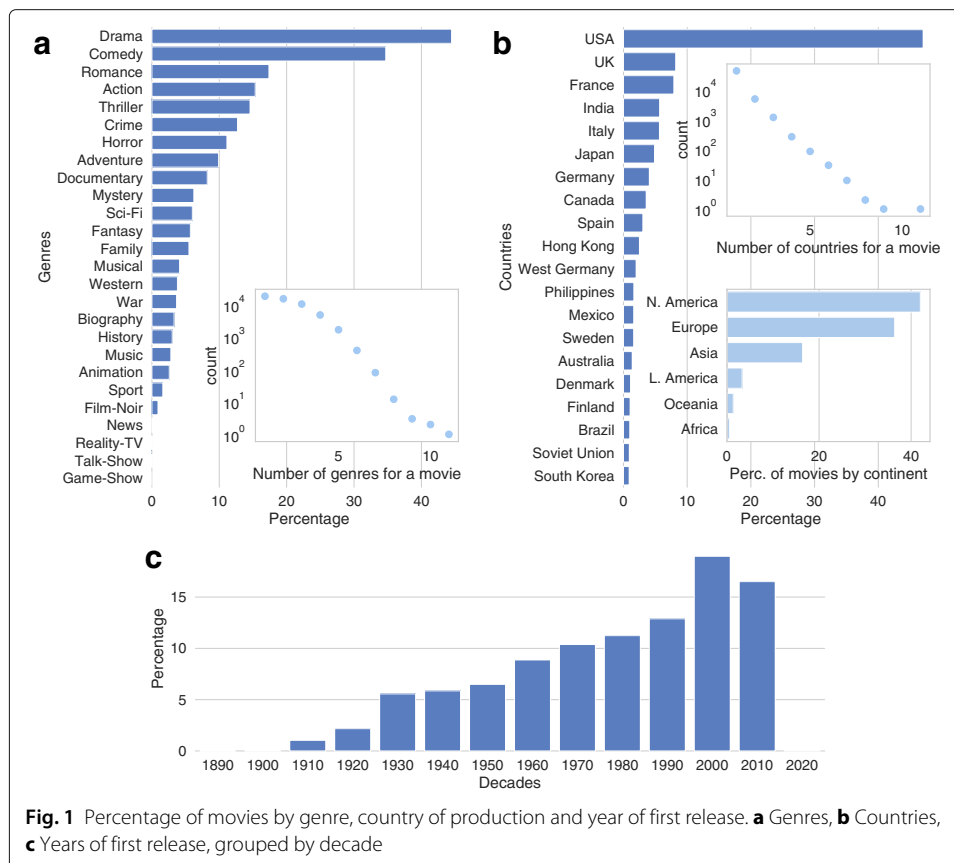 a
Genres
Drama
Comedy
Romance
Action
Thriller
Crime
Horror
Adventure
Documentary
Mystery
Sci-Fi
Fantasy
Family
Musical
Western
War
Biography
History
Music
Animation
Sport
Film-Noir
News
Reality-TV
Talk-Show
Game-Show
0 10 20 30 40
Percentage
count
10^4
10^3
10^2
10^1
10^0
5 10
Number of genres for a movie
b
Countries
USA
UK
France
India
Italy
Japan
Germany
Canada
Spain
Hong Kong
West Germany
Philippines
Mexico
Sweden
Australia
Denmark
Finland
Brazil
Soviet Union
South Korea
0 10 20 30 40
Percentage
count
10^4
10^3
10^2
10^1
10^0
5 10
Number of countries for a movie
N. America
Europe
Asia
L. America
Oceania
Africa
0 20 40
Perc. of movies by continent
c
Percentage
15
10
5
0
1890 1900 1910 1920 1930 1940 1950 1960 1970 1980 1990 2000 2010 2020
Decades
Fig. 1 Percentage of movies by genre, country of production and year of first release. a Genres, b Countries,
c Years of first release, grouped by decade